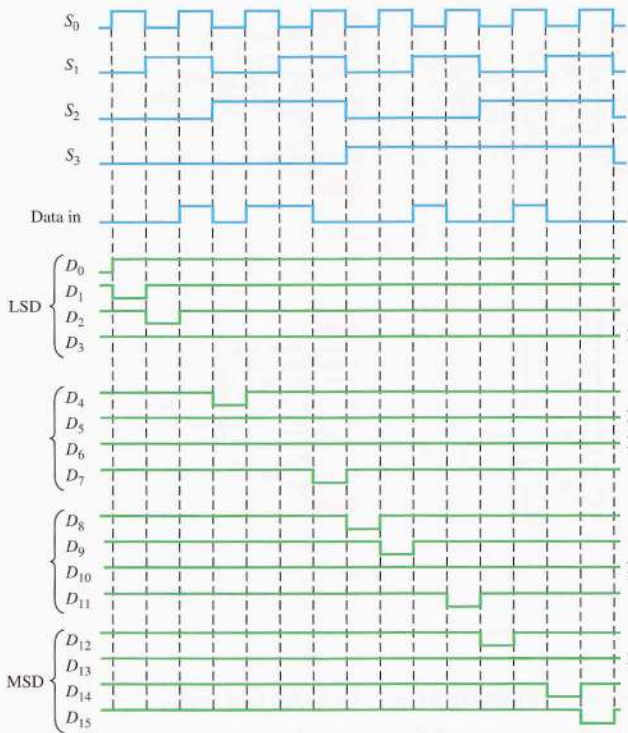 S₀
S₁
S₂
S₃
Data in
D₀
LSD
D₁
D₂
D₃
D₄
D₅
D₆
D₇
D₈
D₉
D₁₀
D₁₁
D₁₂
D₁₃
MSD
D₁₄
D₁₅